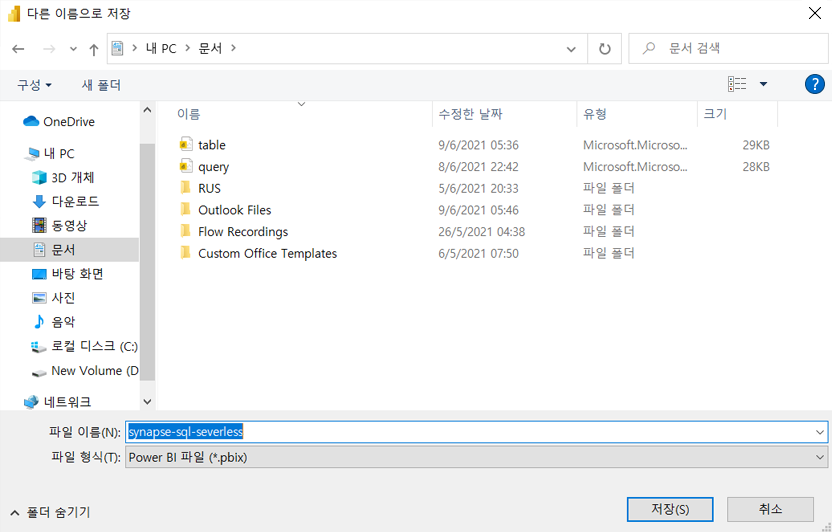 다른 이름으로 저장
내 PC 문서
문서 검색
구성 새 폴더
?
이름 수정한 날짜 유형 크기
OneDrive
내 PC
3D 개체
다운로드
동영상
문서
바탕 화면
사진
음악
로컬 디스크 (C:)
New Volume (D
네트워크
table 9/6/2021 05:36 Microsoft.Microso... 29KB
query 8/6/2021 22:42 Microsoft.Microso... 28KB
RUS 5/6/2021 20:33 파일 폴더
Outlook Files 9/6/2021 05:46 파일 폴더
Flow Recordings 26/5/2021 04:38 파일 폴더
Custom Office Templates 6/5/2021 07:50 파일 폴더
파일 이름(N): synapse-sql-severless
파일 형식(T): Power BI 파일 (*.pbix)
폴더 숨기기
저장(S) 취소